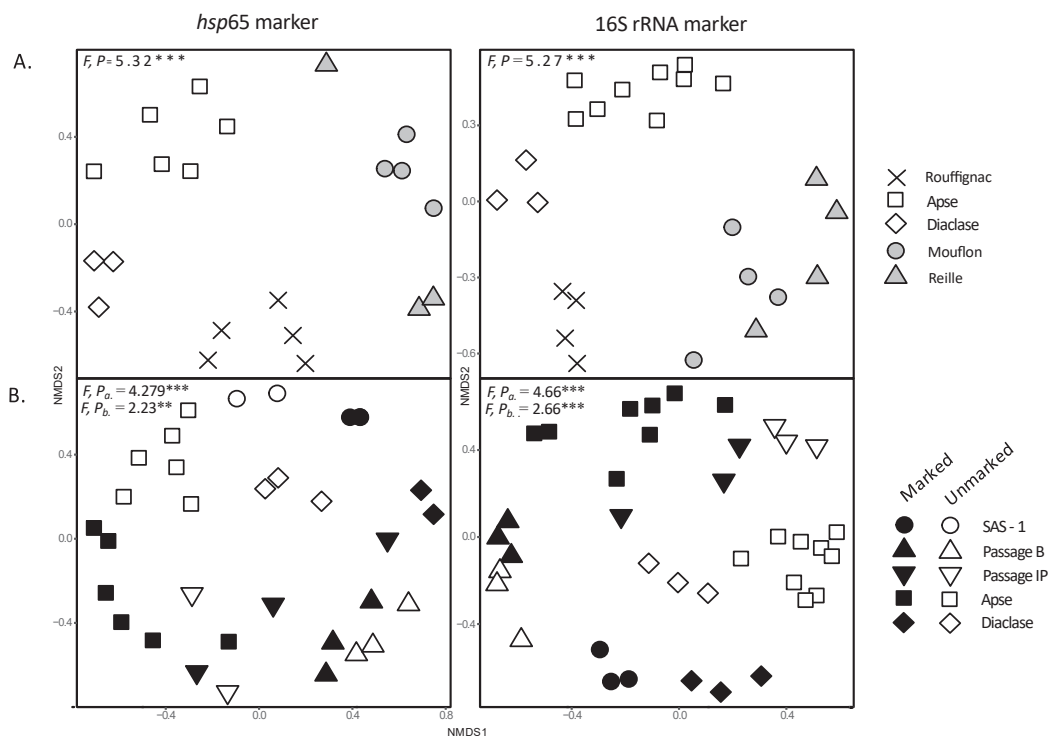 hsp65 marker
16S rRNA marker
A.
F, P = 5.32***
F, P = 5.27***
0.4
0.0
−0.4
NMDS2
0.3
0.0
−0.3
−0.6
NMDS2
Rouffignac
Apse
Diaclase
Mouflon
Reille
B.
F, Pa. = 4.279***
F, Pb. = 2.23**
F, Pa. = 4.66***
F, Pb. = 2.66***
0.4
0.0
−0.4
0.4
0.0
−0.4
−0.4
0.0
0.4
0.8
−0.4
0.0
0.4
NMDS1
NMDS1
Marked
Unmarked
SAS - 1
Passage B
Passage IP
Apse
Diaclase